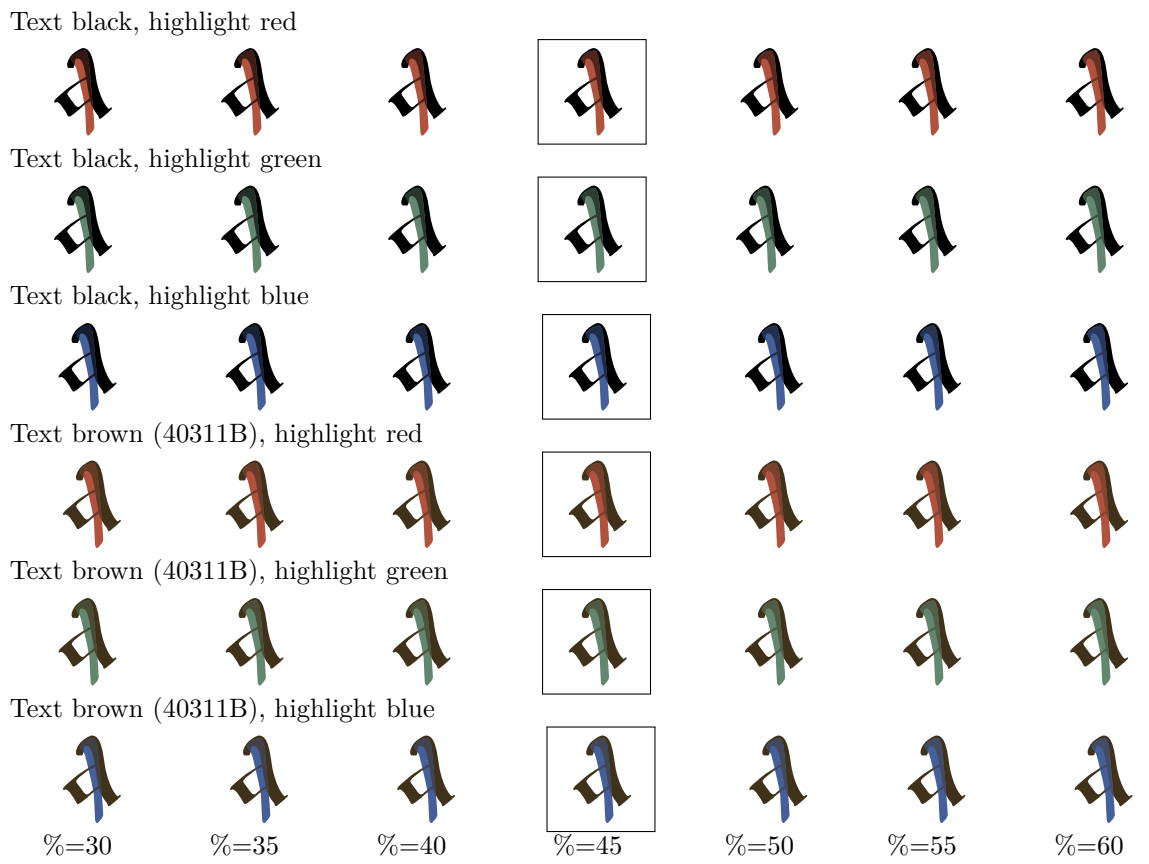 Text black, highlight red
A A A A A A A
Text black, highlight green
A A A A A A A
Text black, highlight blue
A A A A A A A
Text brown (40311B), highlight red
A A A A A A A
Text brown (40311B), highlight green
A A A A A A A
Text brown (40311B), highlight blue
A A A A A A A
%=30 %=35 %=40 %=45 %=50 %=55 %=60